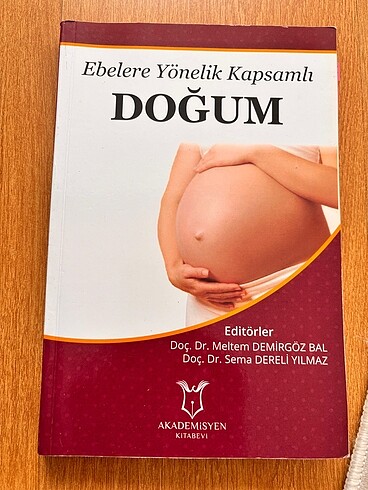 Ebelere Yönelik Kapsamlı
DOĞUM
Editörler
Doç. Dr. Meltem DEMİRGÖZ BAL
Doç. Dr. Sema DERELİ YILMAZ
AKADEMİSYEN
KİTABEVİ